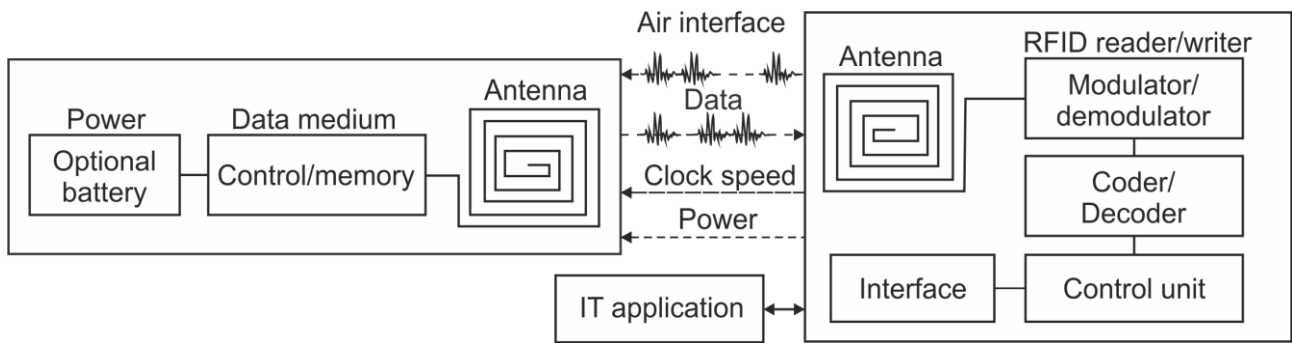 Air interface
RFID reader/writer
Antenna
Modulator/
demodulator
Antenna
Data
Power
Data medium
Optional
battery
Control/memory
Clock speed
Coder/
Decoder
Power
Interface
Control unit
IT application